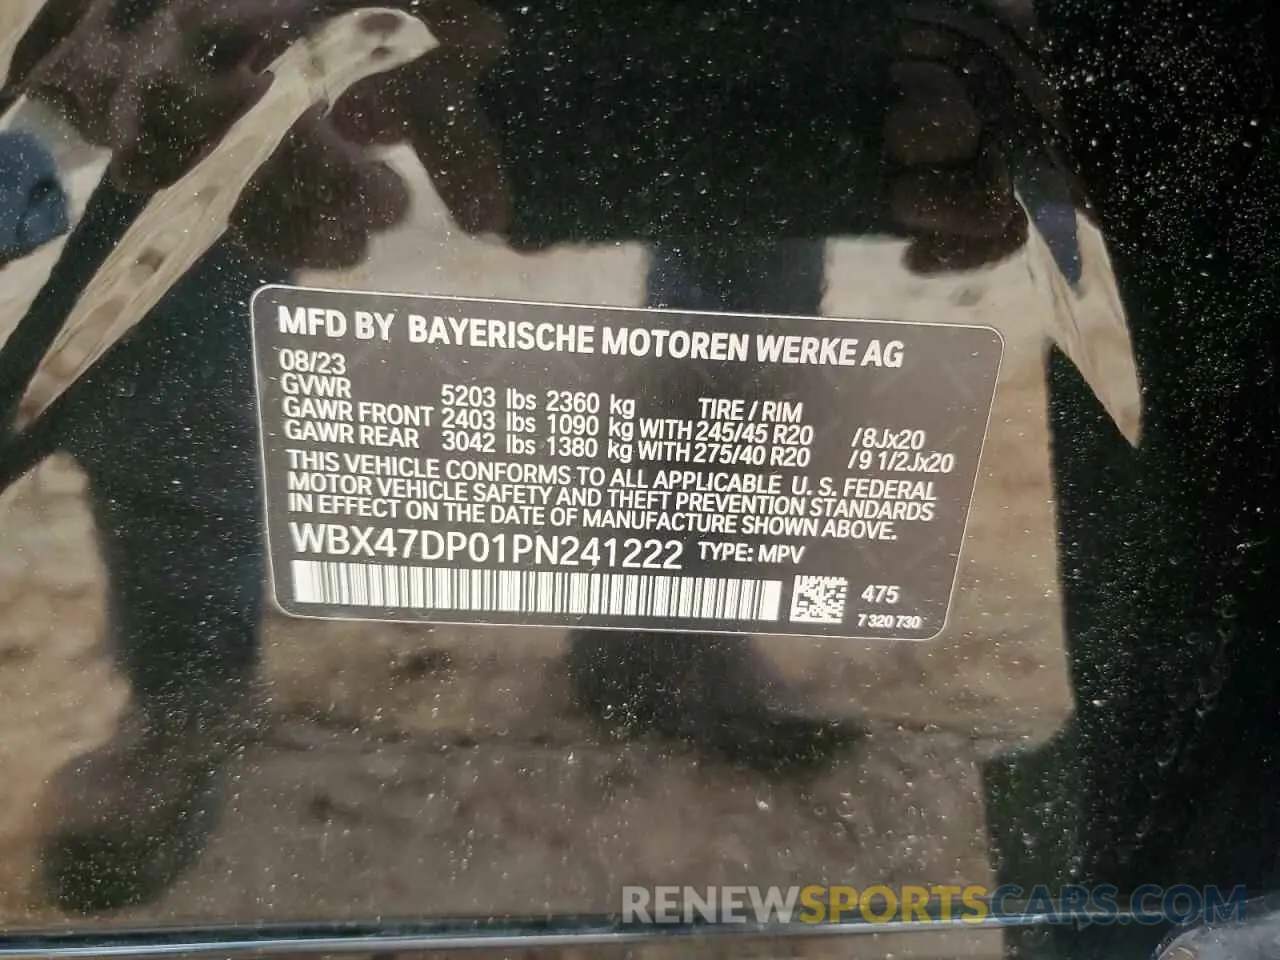 MFD BY BAYERISCHE MOTOREN WERKE AG
08/23
GVWR 5203 lbs 2360 kg TIRE / RIM
GAWR FRONT 2403 lbs 1090 kg WITH 245/45 R20 /8Jx20
GAWR REAR 3042 lbs 1380 kg WITH 275/40 R20 /9 1/2Jx20
THIS VEHICLE CONFORMS TO ALL APPLICABLE U. S. FEDERAL
MOTOR VEHICLE SAFETY AND THEFT PREVENTION STANDARDS
IN EFFECT ON THE DATE OF MANUFACTURE SHOWN ABOVE.
WBX47DP01PN241222 TYPE: MPV
475
7 320 730
RENEWSPORTSCARS.COM